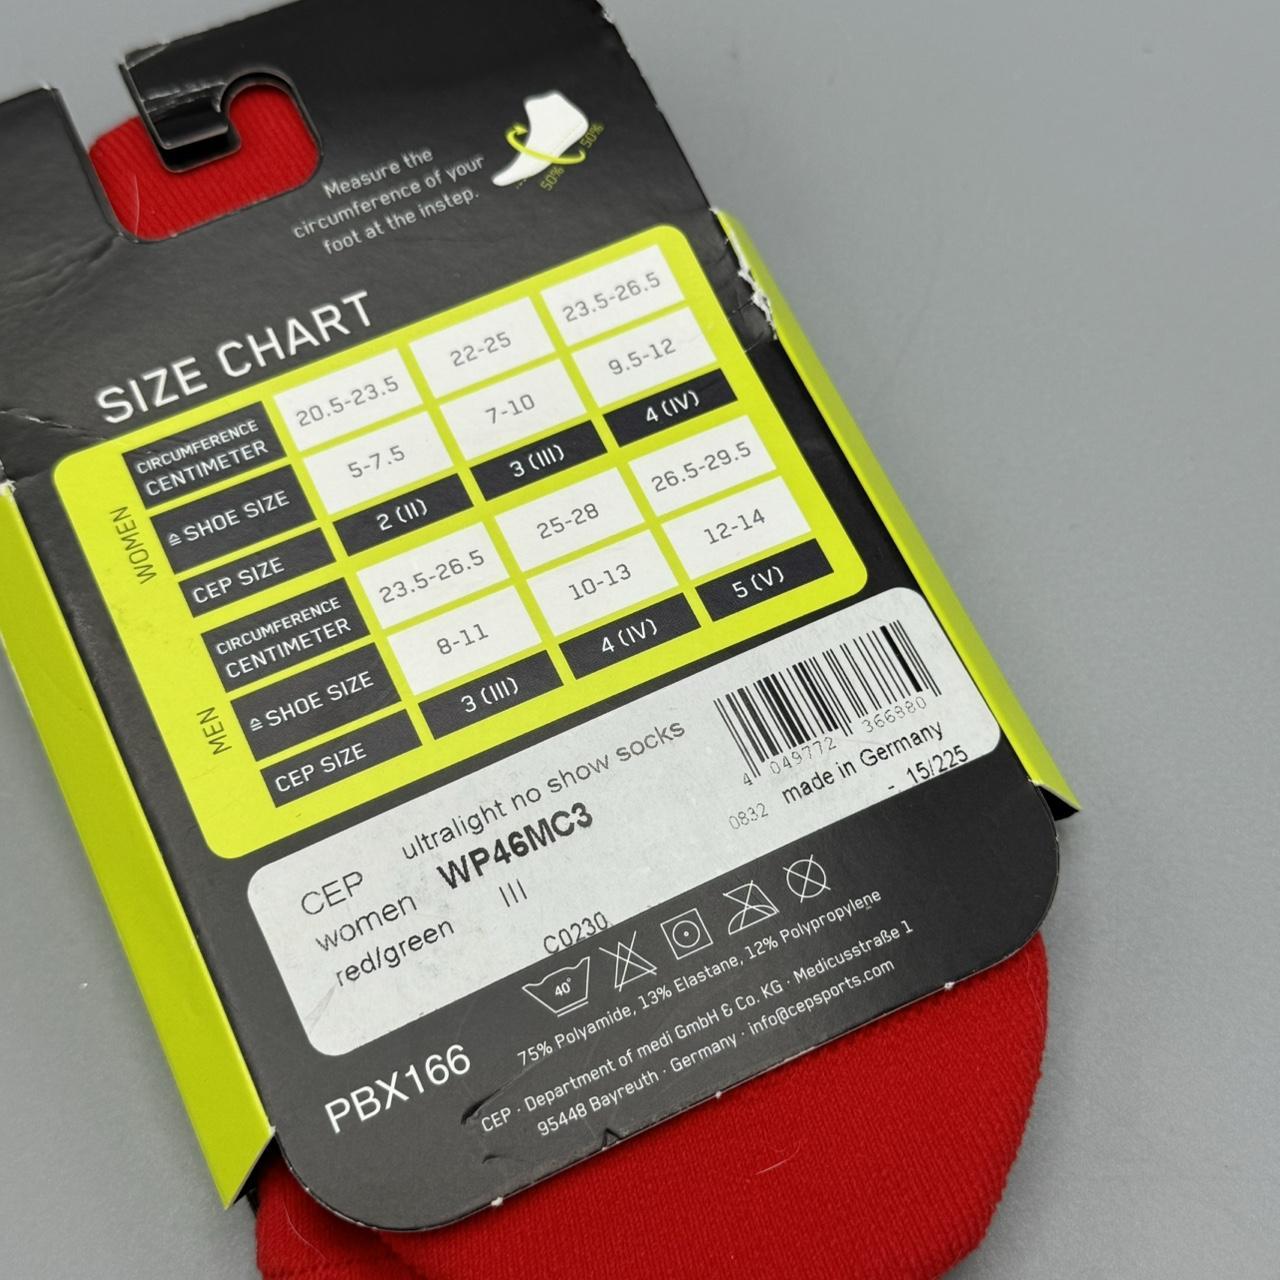 Measure the
circumference of your
foot at the instep.
50%
50%
SIZE CHART
WOMEN
CIRCUMFERENCE
CENTIMETER
20.5-23.5
22-25
23.5-26.5
≙ SHOE SIZE
5-7.5
7-10
9.5-12
CEP SIZE
2 (II)
3 (III)
4 (IV)
MEN
CIRCUMFERENCE
CENTIMETER
23.5-26.5
25-28
26.5-29.5
≙ SHOE SIZE
8-11
10-13
12-14
CEP SIZE
3 (III)
4 (IV)
5 (V)
CEP
ultralight no show socks
women
WP46MC3
red/green
III
C0230
4 049772 366980
0832
made in Germany
- 15/225
40°
75% Polyamide, 13% Elastane, 12% Polypropylene
PBX166
CEP · Department of medi GmbH & Co. KG · Medicusstraße 1
95448 Bayreuth · Germany · info@cepsports.com